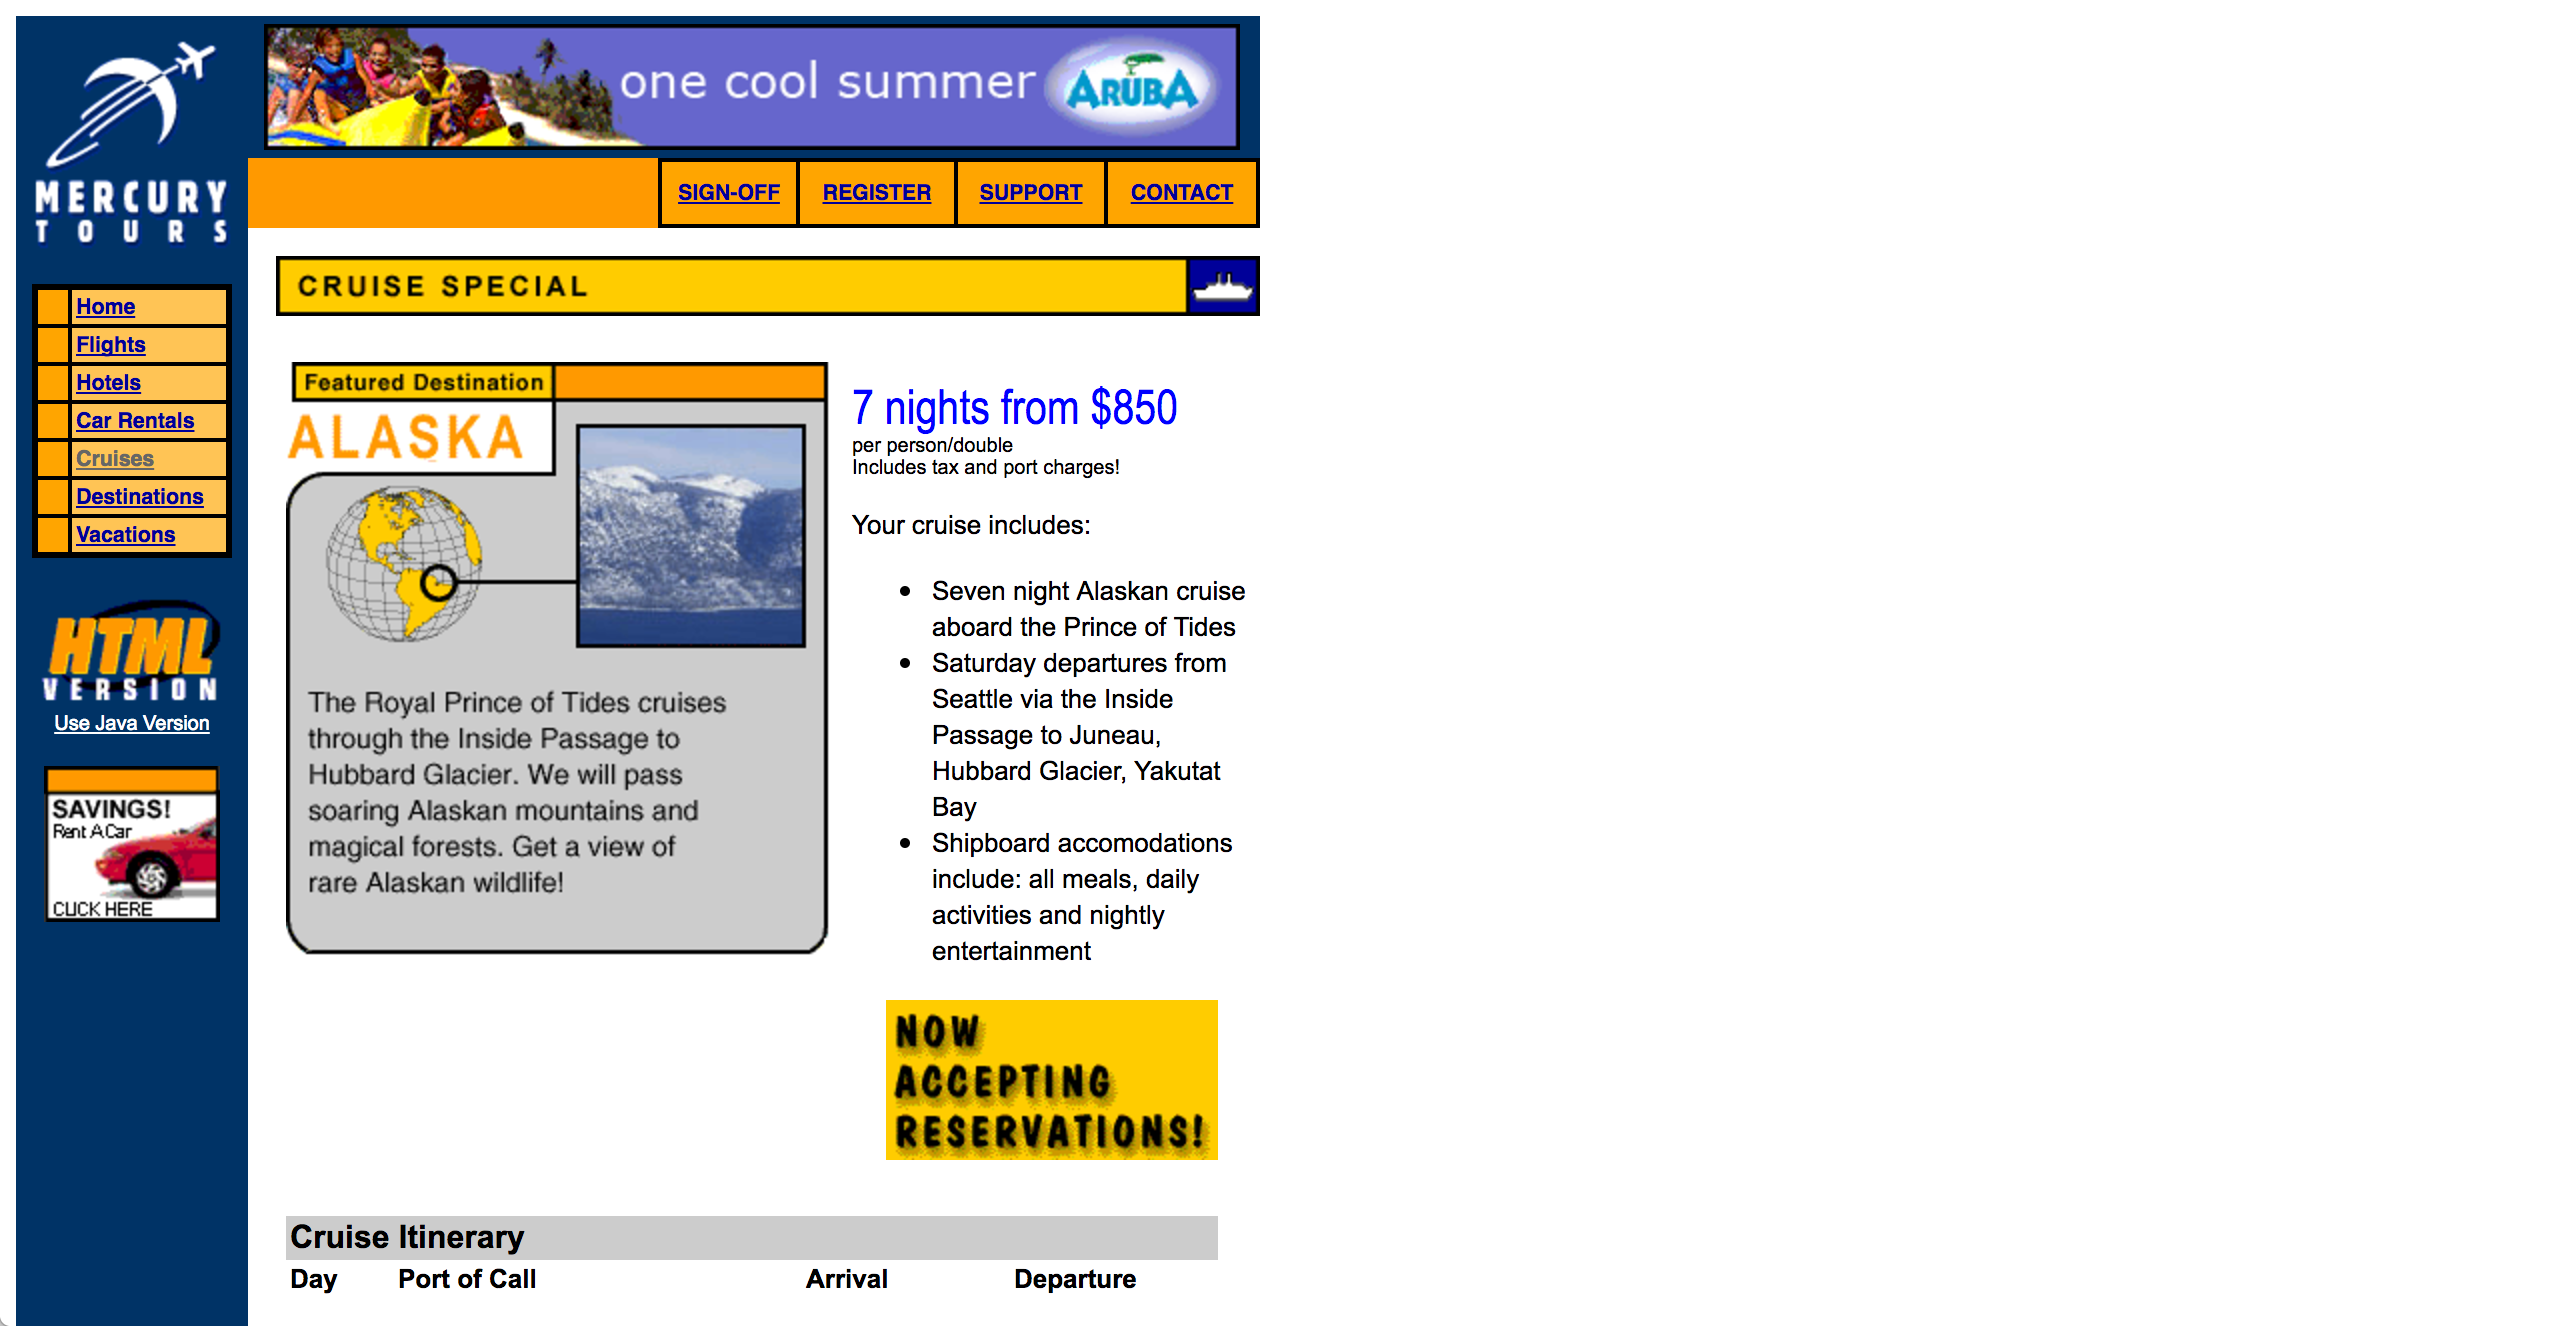 one cool summer ARUBA
MERCURY
TOURS
SIGN-OFF REGISTER SUPPORT CONTACT
CRUISE SPECIAL
Home
Flights
Hotels
Car Rentals
Cruises
Destinations
Vacations
HTML
VERSION
Use Java Version
SAVINGS!
Rent A Car
CLICK HERE
Featured Destination
ALASKA
The Royal Prince of Tides cruises
through the Inside Passage to
Hubbard Glacier. We will pass
soaring Alaskan mountains and
magical forests. Get a view of
rare Alaskan wildlife!
7 nights from $850
per person/double
Includes tax and port charges!
Your cruise includes:
Seven night Alaskan cruise
aboard the Prince of Tides
Saturday departures from
Seattle via the Inside
Passage to Juneau,
Hubbard Glacier, Yakutat
Bay
Shipboard accomodations
include: all meals, daily
activities and nightly
entertainment
NOW
ACCEPTING
RESERVATIONS!
Cruise Itinerary
Day Port of Call Arrival Departure